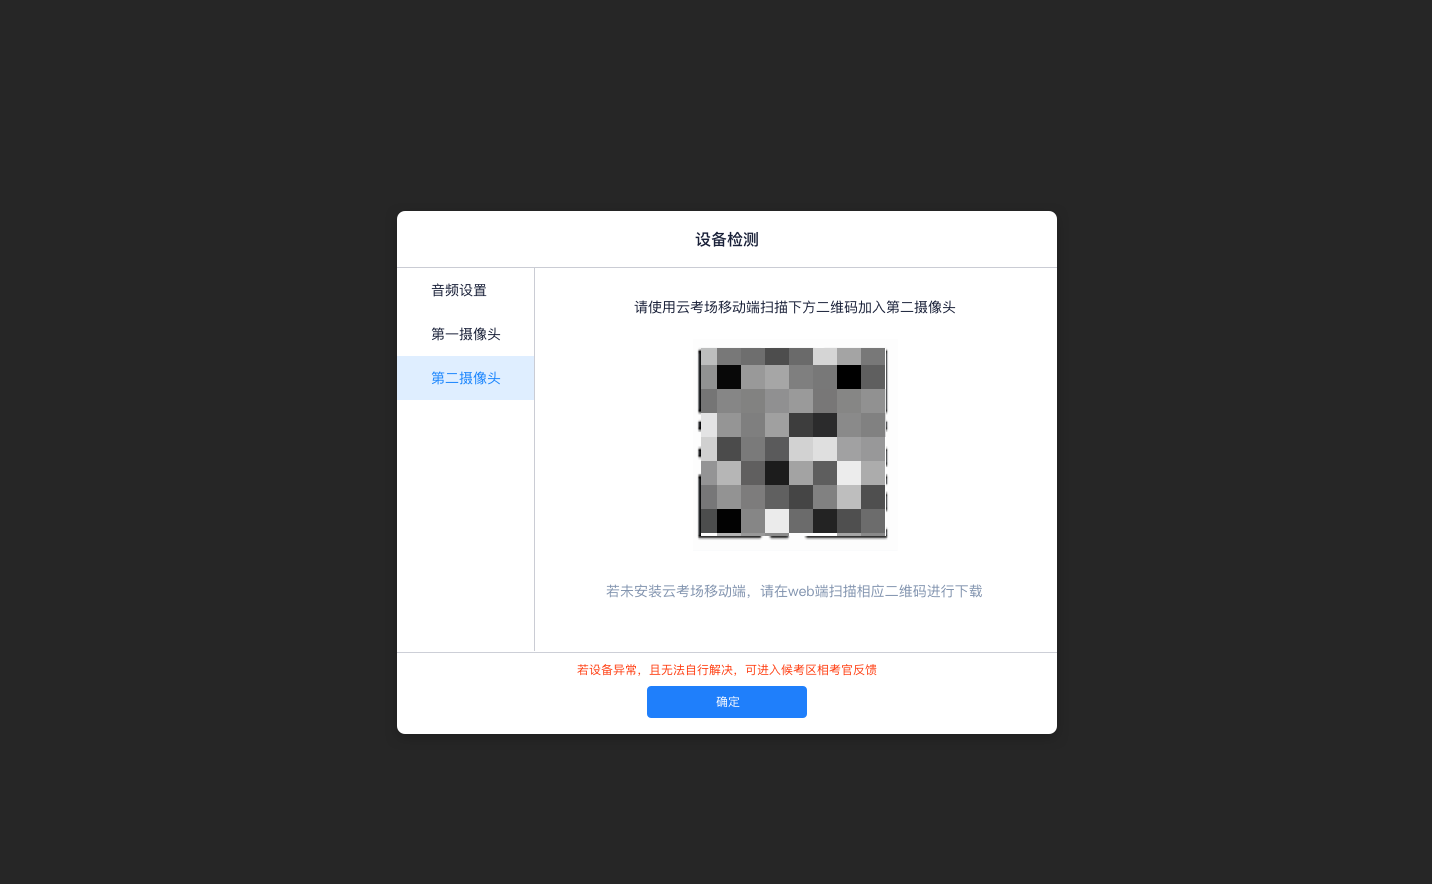 设备检测
音频设置
第一摄像头
第二摄像头
请使用云考场移动端扫描下方二维码加入第二摄像头
若未安装云考场移动端，请在web端扫描相应二维码进行下载
若设备异常，且无法自行解决，可进入候考区相考官反馈
确定